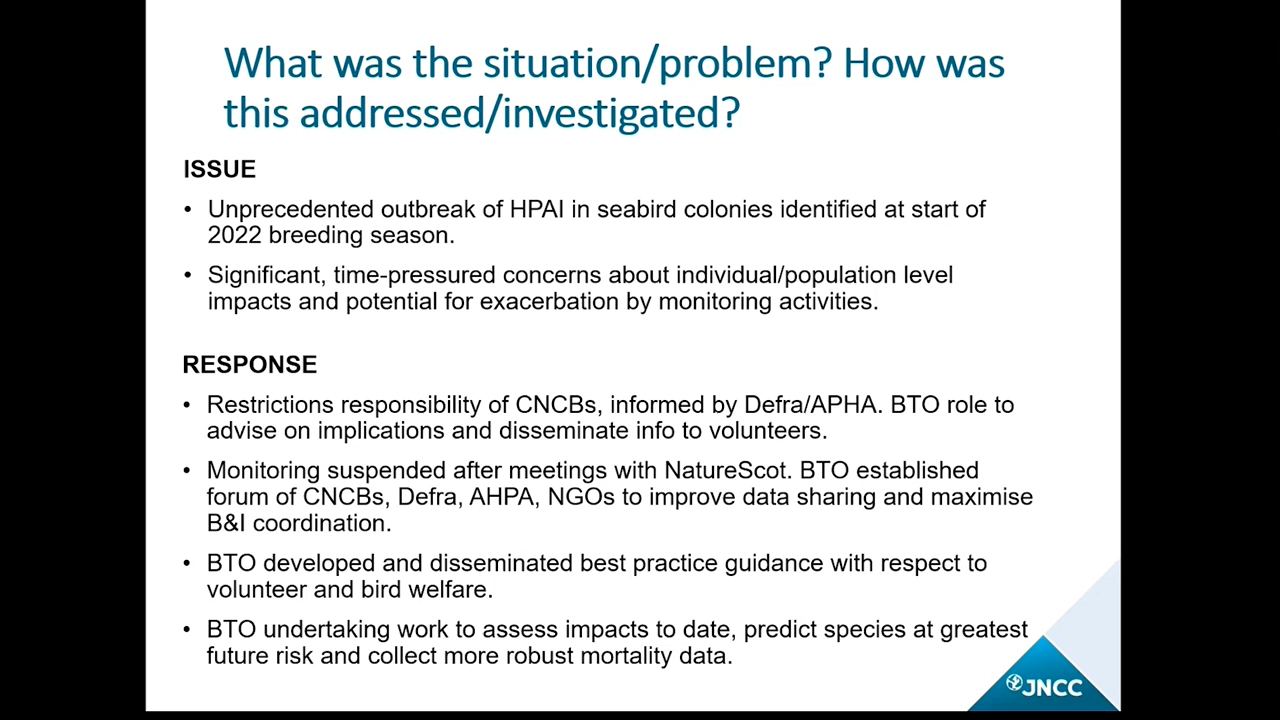 What was the situation/problem? How was
this addressed/investigated?
ISSUE
• Unprecedented outbreak of HPAI in seabird colonies identified at start of
2022 breeding season.
• Significant, time-pressured concerns about individual/population level
impacts and potential for exacerbation by monitoring activities.
RESPONSE
• Restrictions responsibility of CNCBs, informed by Defra/APHA. BTO role to
advise on implications and disseminate info to volunteers.
• Monitoring suspended after meetings with NatureScot. BTO established
forum of CNCBs, Defra, AHPA, NGOs to improve data sharing and maximise
B&I coordination.
• BTO developed and disseminated best practice guidance with respect to
volunteer and bird welfare.
• BTO undertaking work to assess impacts to date, predict species at greatest
future risk and collect more robust mortality data.
JNCC